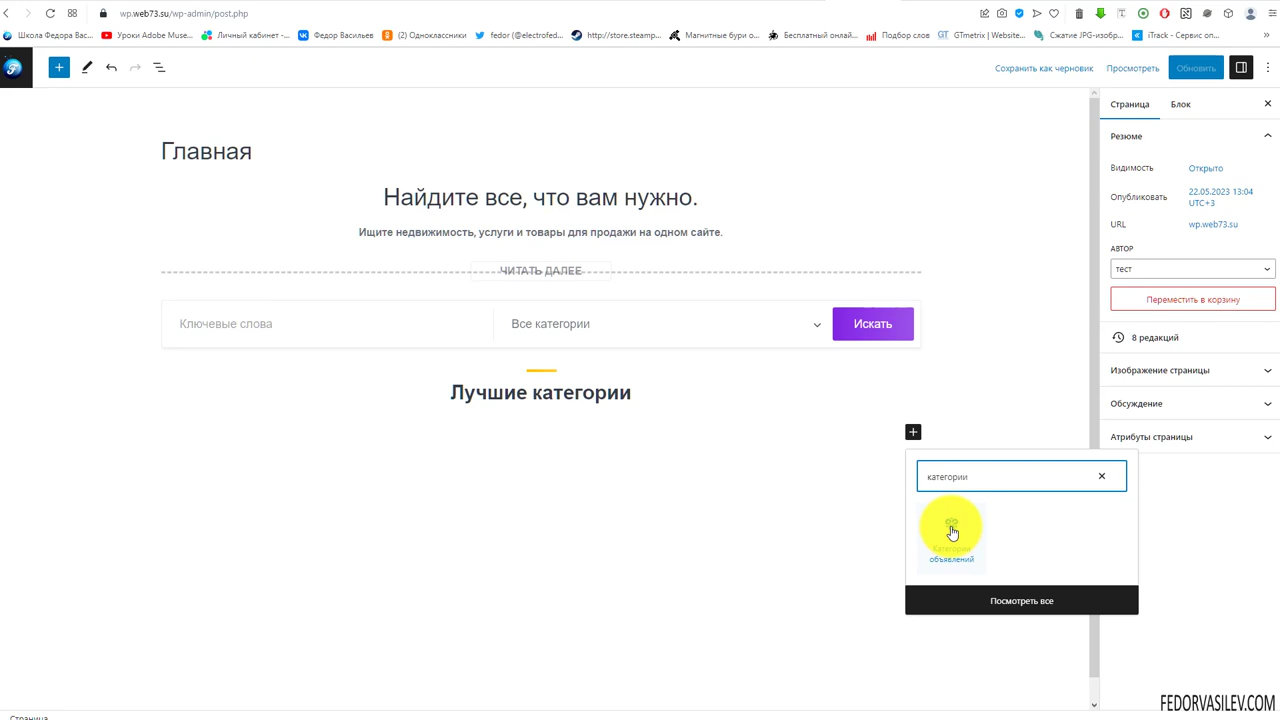 wp.web73.su/wp-admin/post.php
Школа Федора Вас...
Уроки Adobe Muse...
Личный кабинет -...
Федор Васильев
(2) Одноклассники
fedor (@electrofed...
http://store.steamp...
Магнитные бури о...
Бесплатный онлай...
Подбор слов
GTmetrix | Website...
Сжатие JPG-изобр...
iTrack - Сервис оп...
Сохранить как черновик
Просмотреть
Обновить
Главная
Найдите все, что вам нужно.
Ищите недвижимость, услуги и товары для продажи на одном сайте.
ЧИТАТЬ ДАЛЕЕ
Ключевые слова
Все категории
Искать
Лучшие категории
категории
Категории
объявлений
Посмотреть все
Страница
Блок
Резюме
Видимость
Открыто
Опубликовать
22.05.2023 13:04
UTC+3
URL
wp.web73.su
АВТОР
тест
Переместить в корзину
8 редакций
Изображение страницы
Обсуждение
Атрибуты страницы
Страница
FEDORVASILEV.COM